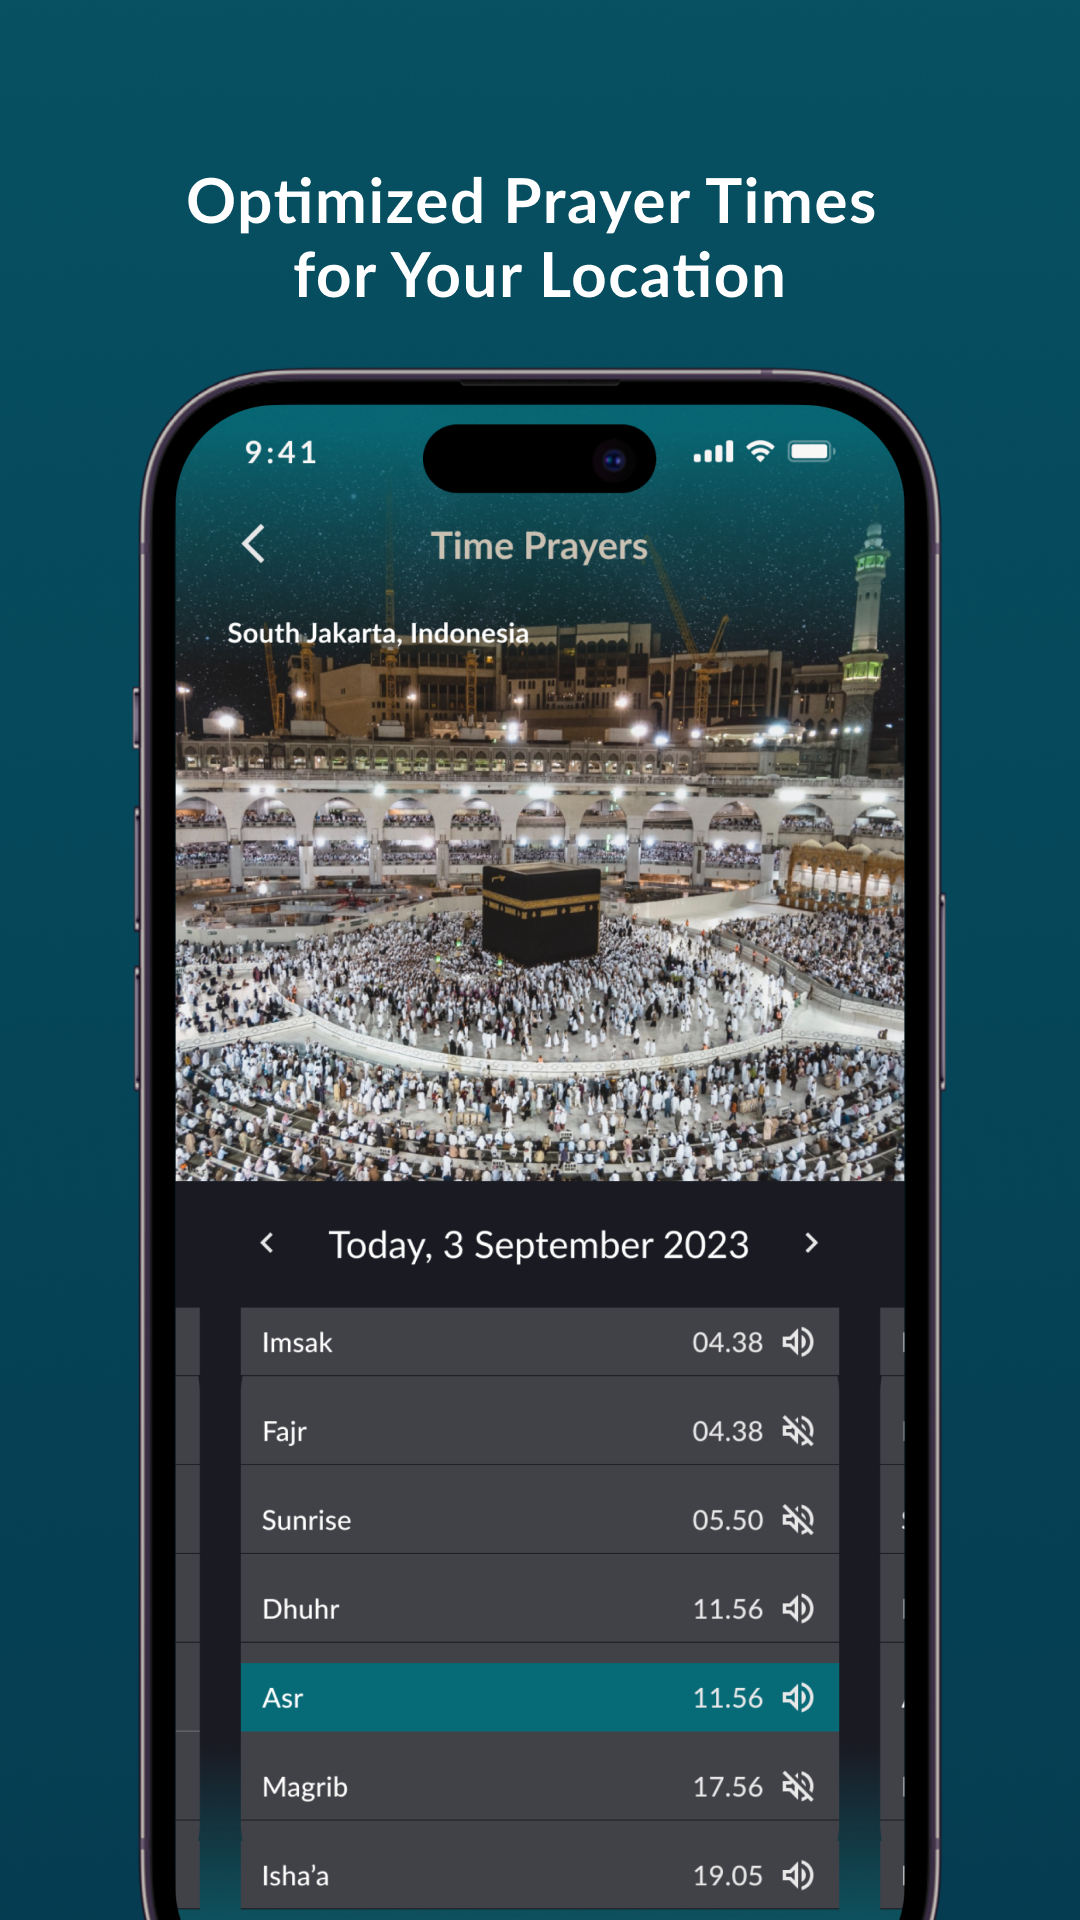 Optimized Prayer Times
for Your Location
9:41
Time Prayers
South Jakarta, Indonesia
Today, 3 September 2023
Imsak 04.38
Fajr 04.38
Sunrise 05.50
Dhuhr 11.56
Asr 11.56
Magrib 17.56
Isha’a 19.05